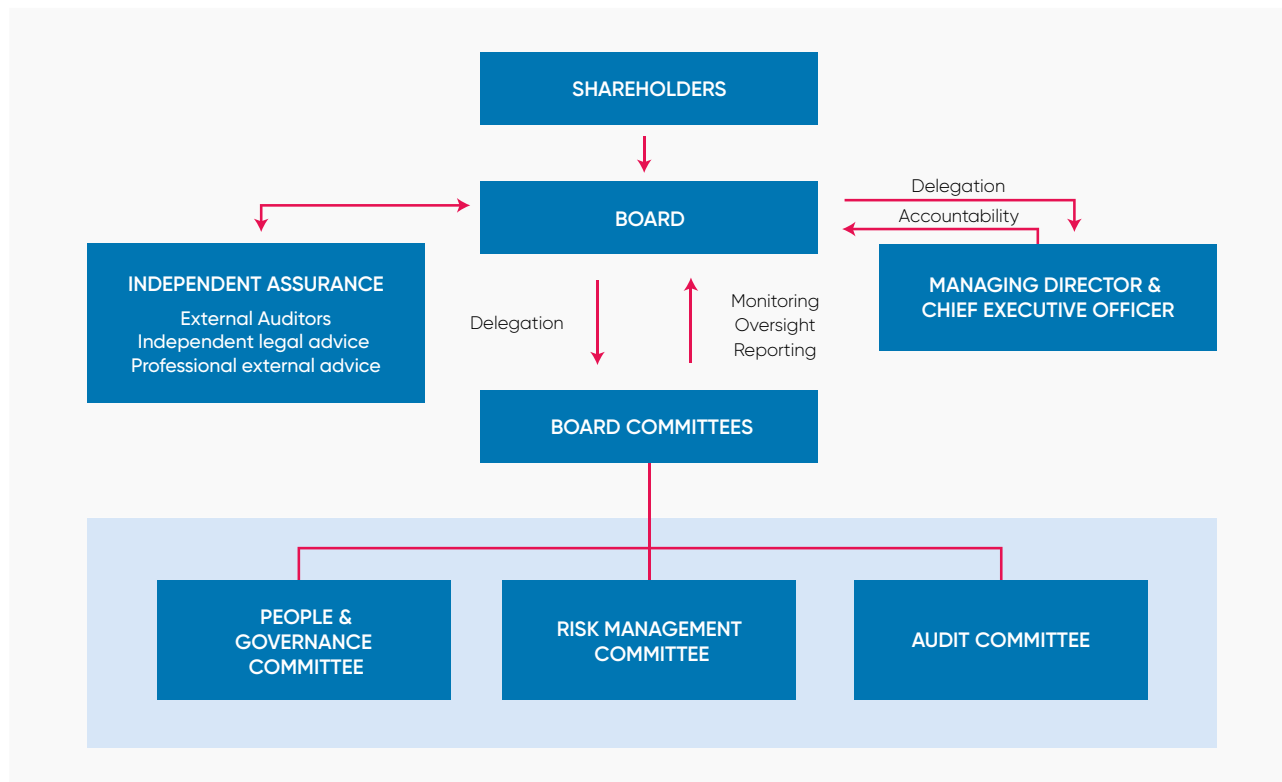 SHAREHOLDERS
BOARD
Delegation
Accountability
INDEPENDENT ASSURANCE
External Auditors
Independent legal advice
Professional external advice
MANAGING DIRECTOR &
CHIEF EXECUTIVE OFFICER
Delegation
Monitoring
Oversight
Reporting
BOARD COMMITTEES
PEOPLE &
GOVERNANCE
COMMITTEE
RISK MANAGEMENT
COMMITTEE
AUDIT COMMITTEE